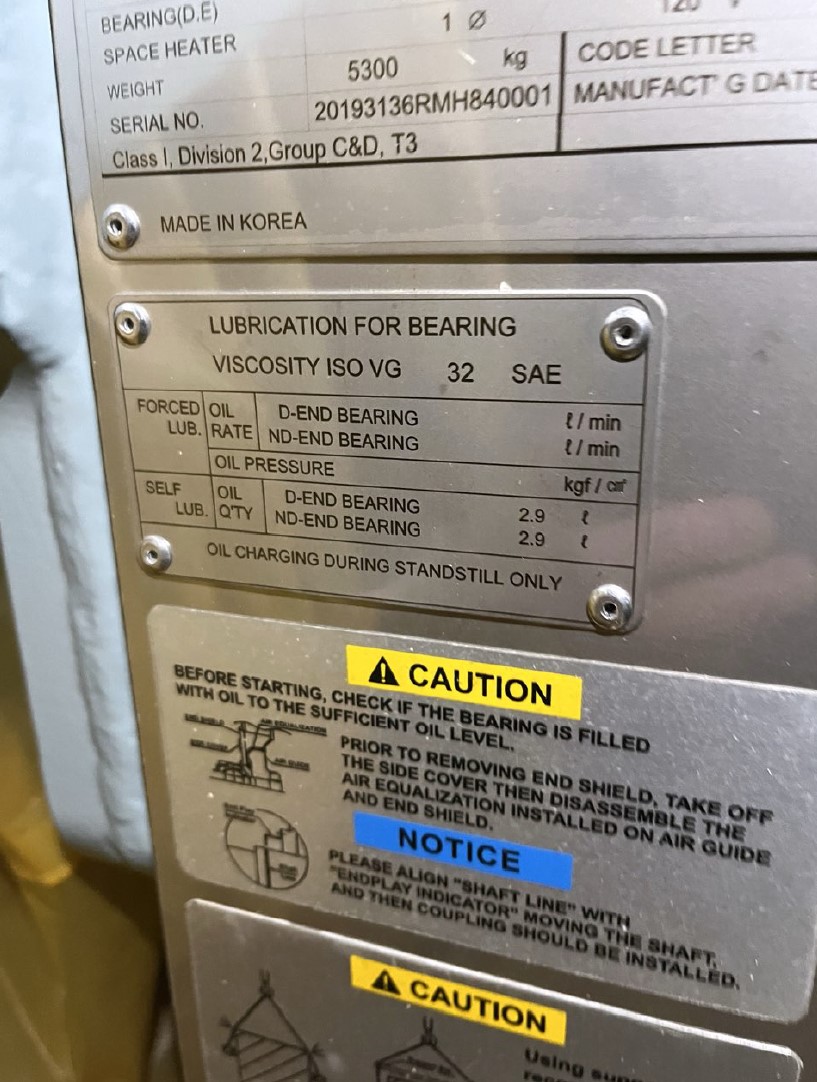 BEARING(D.E)
SPACE HEATER 1 Ø 120 V
WEIGHT 5300 kg CODE LETTER
SERIAL NO. 20193136RMH840001 MANUFACT' G DATE
Class I, Division 2,Group C&D, T3
MADE IN KOREA
LUBRICATION FOR BEARING
VISCOSITY ISO VG 32 SAE
FORCED LUB. OIL RATE D-END BEARING ℓ / min
ND-END BEARING ℓ / min
OIL PRESSURE kgf / ㎠
SELF LUB. OIL Q'TY D-END BEARING 2.9 ℓ
ND-END BEARING 2.9 ℓ
OIL CHARGING DURING STANDSTILL ONLY
CAUTION
BEFORE STARTING, CHECK IF THE BEARING IS FILLED
WITH OIL TO THE SUFFICIENT OIL LEVEL.
AIR EQUALISATION
AIR GUIDE
PRIOR TO REMOVING END SHIELD, TAKE OFF
THE SIDE COVER THEN DISASSEMBLE THE
AIR EQUALIZATION INSTALLED ON AIR GUIDE
AND END SHIELD.
NOTICE
PLEASE ALIGN "SHAFT LINE" WITH
"ENDPLAY INDICATOR" MOVING THE SHAFT,
AND THEN COUPLING SHOULD BE INSTALLED.
CAUTION
Using